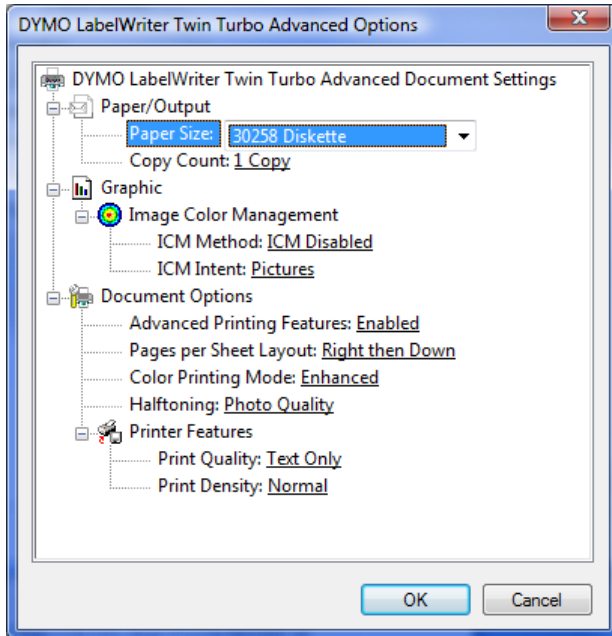 DYMO LabelWriter Twin Turbo Advanced Options
DYMO LabelWriter Twin Turbo Advanced Document Settings
Paper/Output
Paper Size: 30258 Diskette
Copy Count: 1 Copy
Graphic
Image Color Management
ICM Method: ICM Disabled
ICM Intent: Pictures
Document Options
Advanced Printing Features: Enabled
Pages per Sheet Layout: Right then Down
Color Printing Mode: Enhanced
Halftoning: Photo Quality
Printer Features
Print Quality: Text Only
Print Density: Normal
OK Cancel